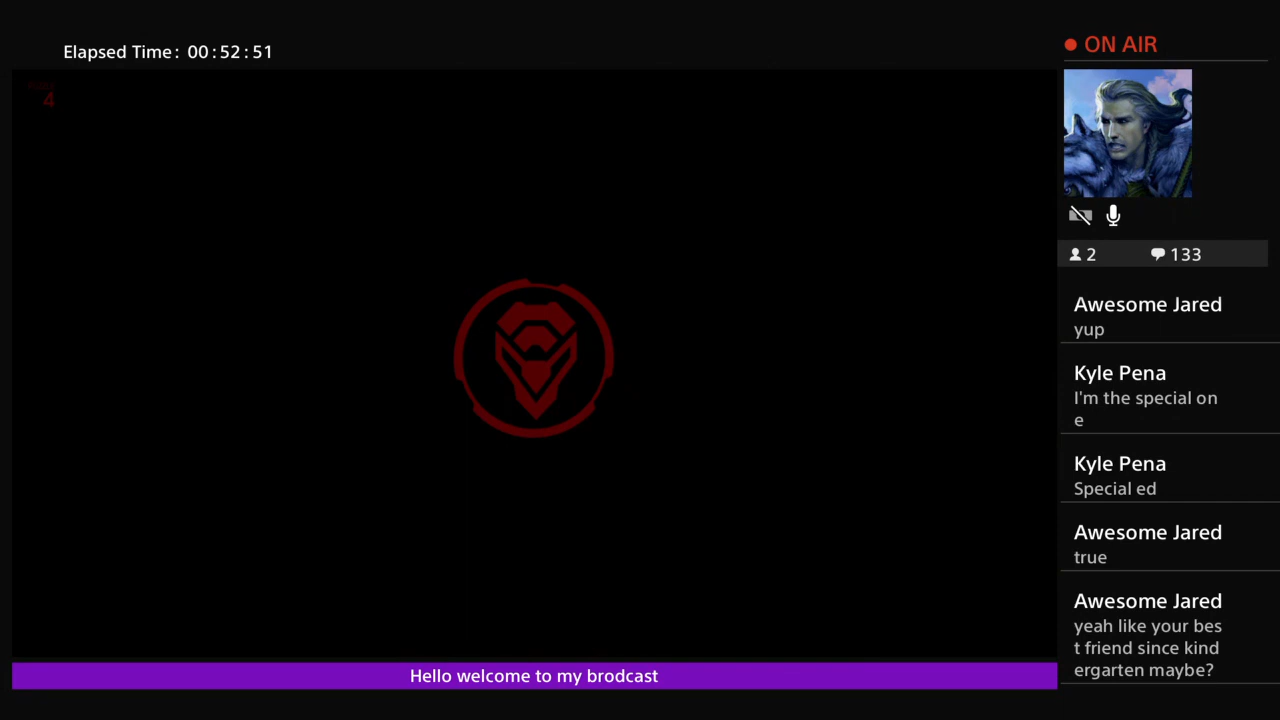 Elapsed Time: 00:52:51
ON AIR
4
2 133
Awesome Jared
yup
Kyle Pena
I'm the special on
e
Kyle Pena
Special ed
Awesome Jared
true
Awesome Jared
yeah like your bes
t friend since kind
ergarten maybe?
Hello welcome to my brodcast